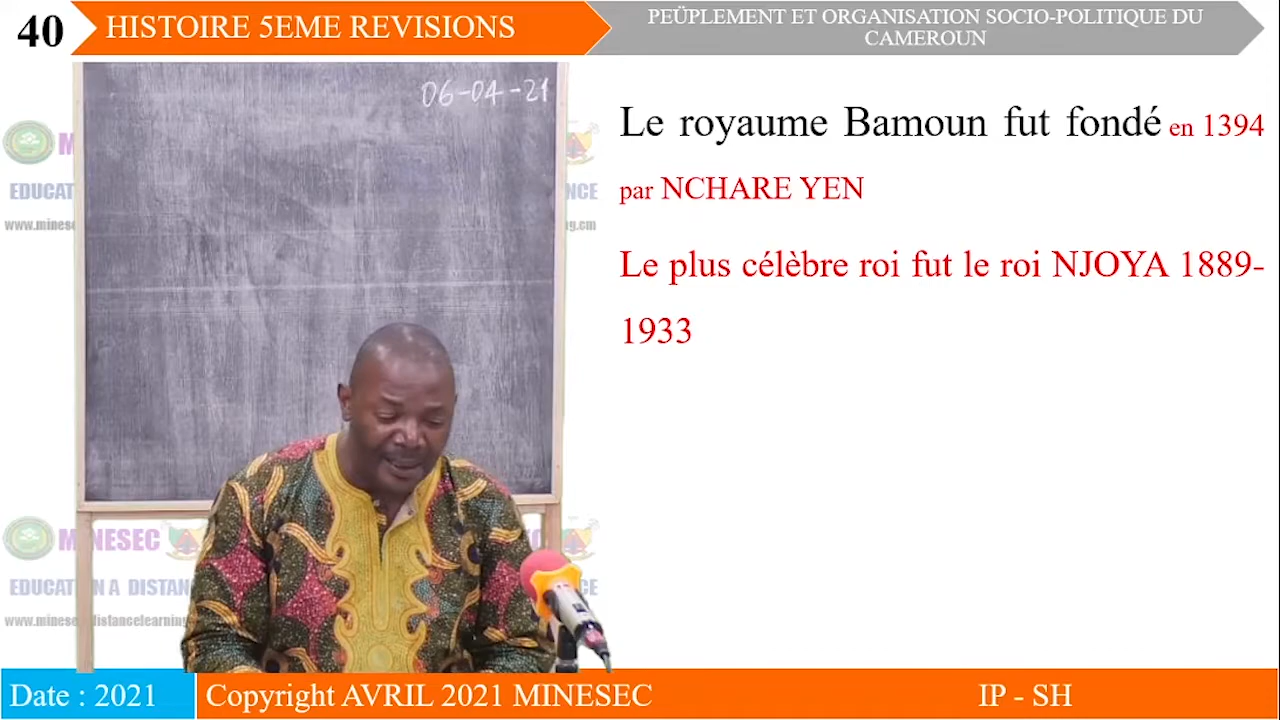 40
HISTOIRE 5EME REVISIONS
PEÜPLEMENT ET ORGANISATION SOCIO-POLITIQUE DU
CAMEROUN
06-04-21
Le royaume Bamoun fut fondé en 1394
par NCHARE YEN
Le plus célèbre roi fut le roi NJOYA 1889-
1933
MINESEC
EDUCATION A DISTAN
Date : 2021
Copyright AVRIL 2021 MINESEC
IP - SH